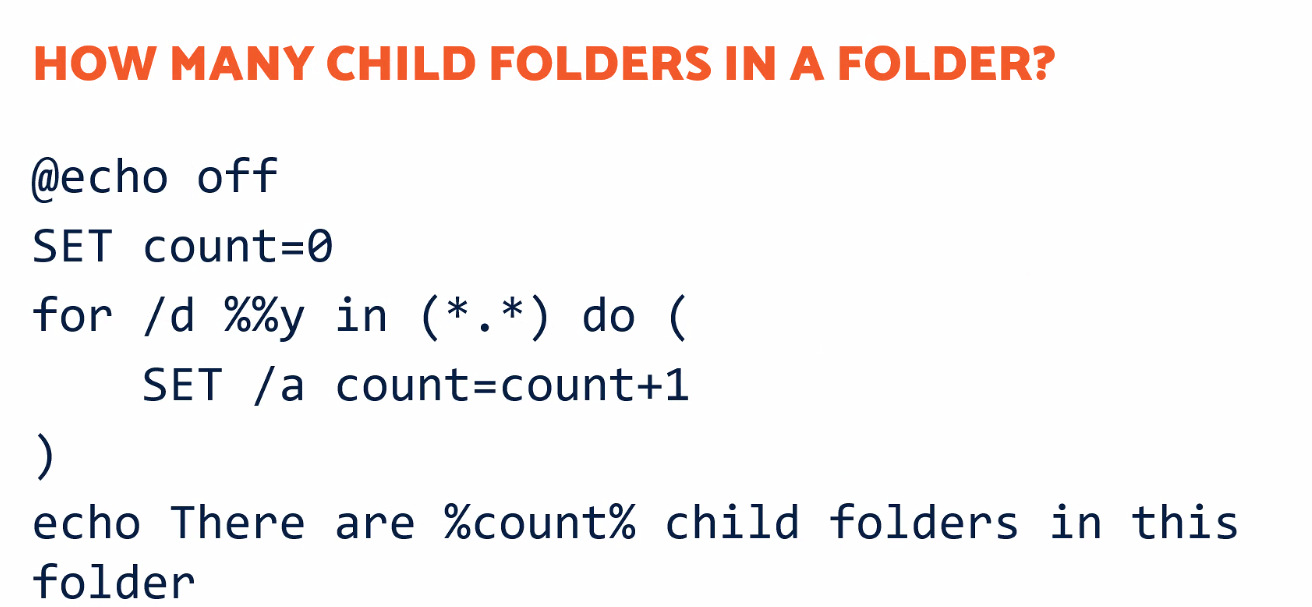 HOW MANY CHILD FOLDERS IN A FOLDER?
@echo off
SET count=0
for /d %%y in (*.*) do (
    SET /a count=count+1
)
echo There are %count% child folders in this
folder